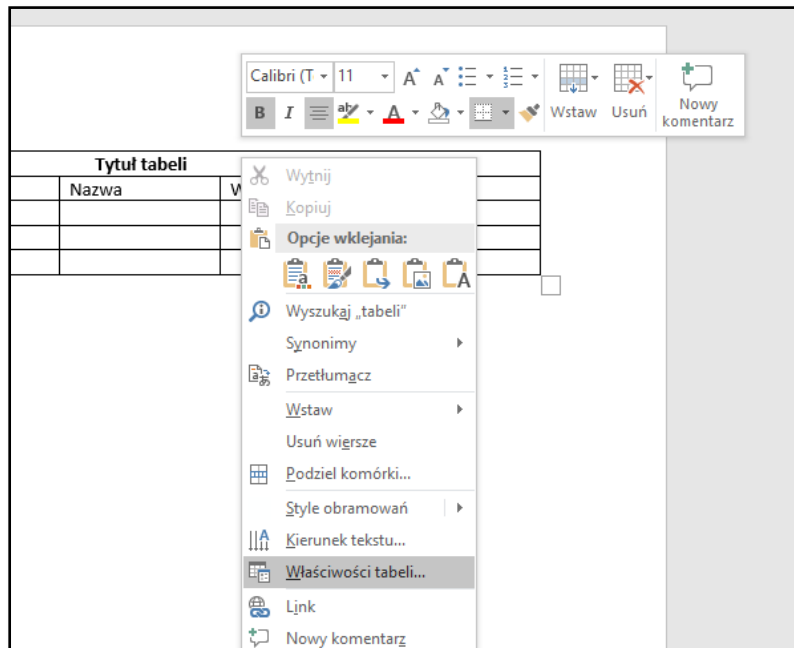 Calibri (T 11 A A
B I aby A Wstaw Usuń Nowy
komentarz
Tytuł tabeli
Nazwa W
Wytnij
Kopiuj
Opcje wklejania:
Wyszukaj „tabeli”
Synonimy
Przetłumacz
Wstaw
Usuń wiersze
Podziel komórki...
Style obramowań
Kierunek tekstu...
Właściwości tabeli...
Link
Nowy komentarz